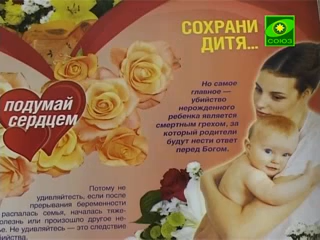 СОЮЗ
СОХРАНИ
ДИТЯ...
подумай
сердцем
Но самое
главное —
убийство
нерожденного
ребенка является
смертным грехом, за
который родители
будут нести ответ
перед Богом.
Потому не
удивляйтесь, если после
прерывания беременности
распалась семья, началась тяже-
болезнь или произошло другое не-
Не удивляйтесь — это следствие